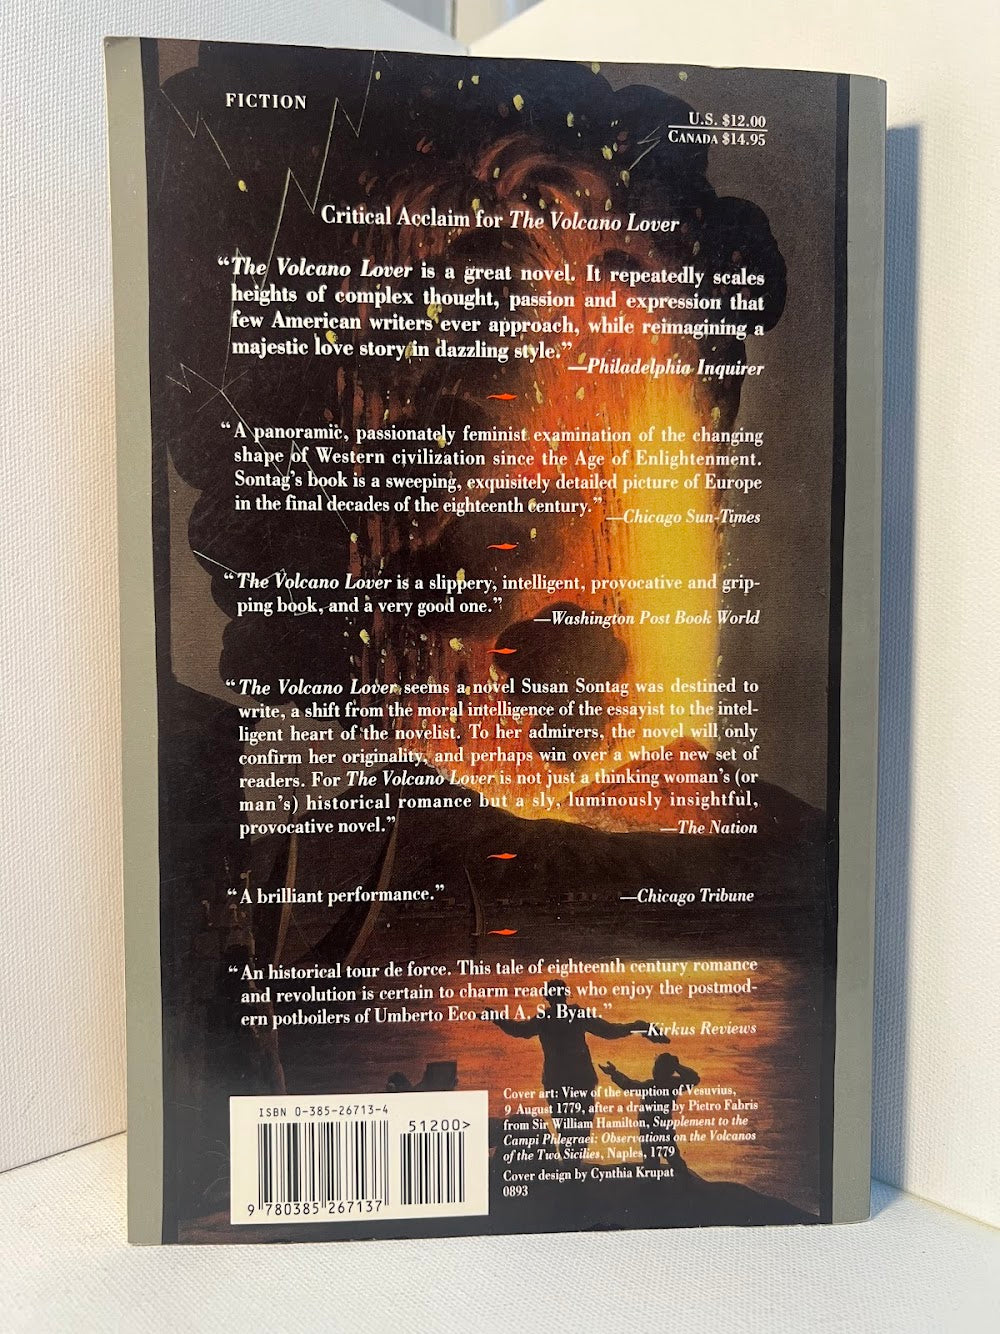 FICTION
U.S. $12.00
CANADA $14.95
Critical Acclaim for The Volcano Lover
“The Volcano Lover is a great novel. It repeatedly scales
heights of complex thought, passion and expression that
few American writers ever approach, while reimagining a
majestic love story in dazzling style.”
—Philadelphia Inquirer
“A panoramic, passionately feminist examination of the changing
shape of Western civilization since the Age of Enlightenment.
Sontag’s book is a sweeping, exquisitely detailed picture of Europe
in the final decades of the eighteenth century.”
—Chicago Sun-Times
“The Volcano Lover is a slippery, intelligent, provocative and grip-
ping book, and a very good one.”
—Washington Post Book World
“The Volcano Lover seems a novel Susan Sontag was destined to
write, a shift from the moral intelligence of the essayist to the intel-
ligent heart of the novelist. To her admirers, the novel will only
confirm her originality, and perhaps win over a whole new set of
readers. For The Volcano Lover is not just a thinking woman’s (or
man’s) historical romance but a sly, luminously insightful,
provocative novel.”
—The Nation
“A brilliant performance.”
—Chicago Tribune
“An historical tour de force. This tale of eighteenth century romance
and revolution is certain to charm readers who enjoy the postmod-
ern potboilers of Umberto Eco and A. S. Byatt.”
—Kirkus Reviews
ISBN 0-385-26713-4
51200>
9 780385 267137
Cover art: View of the eruption of Vesuvius,
9 August 1779, after a drawing by Pietro Fabris
from Sir William Hamilton, Supplement to the
Campi Phlegraei: Observations on the Volcanos
of the Two Sicilies, Naples, 1779
Cover design by Cynthia Krupat
0893